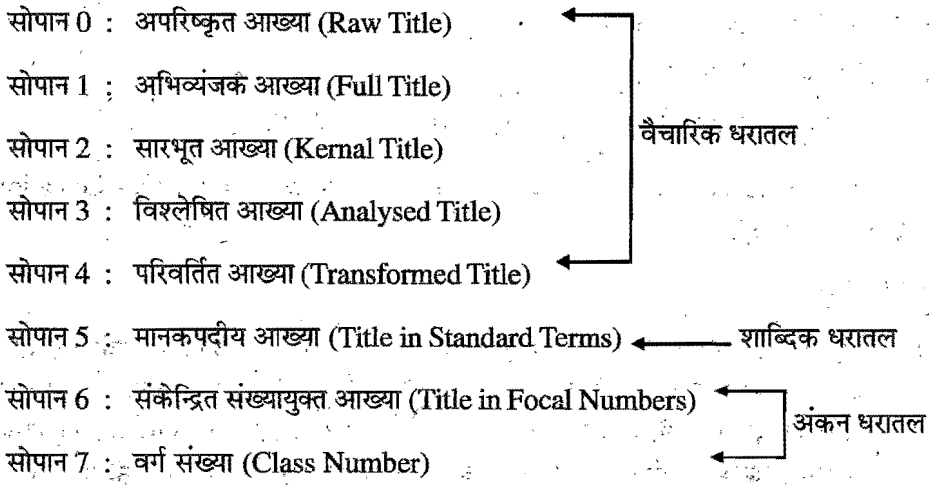 सोपान 0 : अपरिष्कृत आख्या (Raw Title)
सोपान 1 : अभिव्यंजक आख्या (Full Title)
वैचारिक धरातल
सोपान 2 : सारभूत आख्या (Kernal Title)
सोपान 3 : विश्लेषित आख्या (Analysed Title)
सोपान 4 : परिवर्तित आख्या (Transformed Title)
सोपान 5 : मानकपदीय आख्या (Title in Standard Terms) शाब्दिक धरातल
सोपान 6 : संकेन्द्रित संख्यायुक्त आख्या (Title in Focal Numbers)
अंकन धरातल
सोपान 7 : वर्ग संख्या (Class Number)